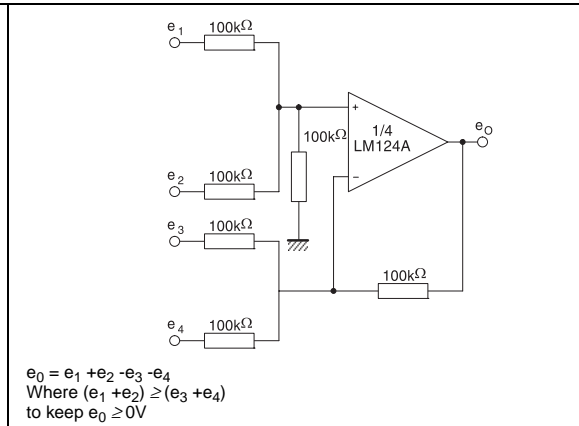 e1
100kΩ
100kΩ
1/4
LM124A
+
-
eO
e2
100kΩ
e3
100kΩ
100kΩ
e4
100kΩ
e0 = e1 +e2 -e3 -e4
Where (e1 +e2) ≥ (e3 +e4)
to keep e0 ≥ 0V